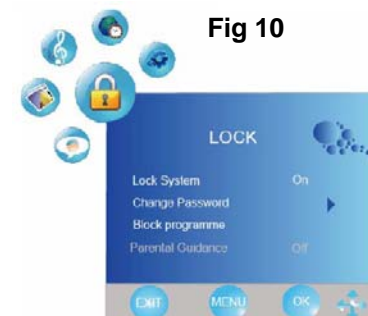 Fig 10
LOCK
Lock System On
Change Password
Block programme
Parental Guidance Off
EXIT MENU OK